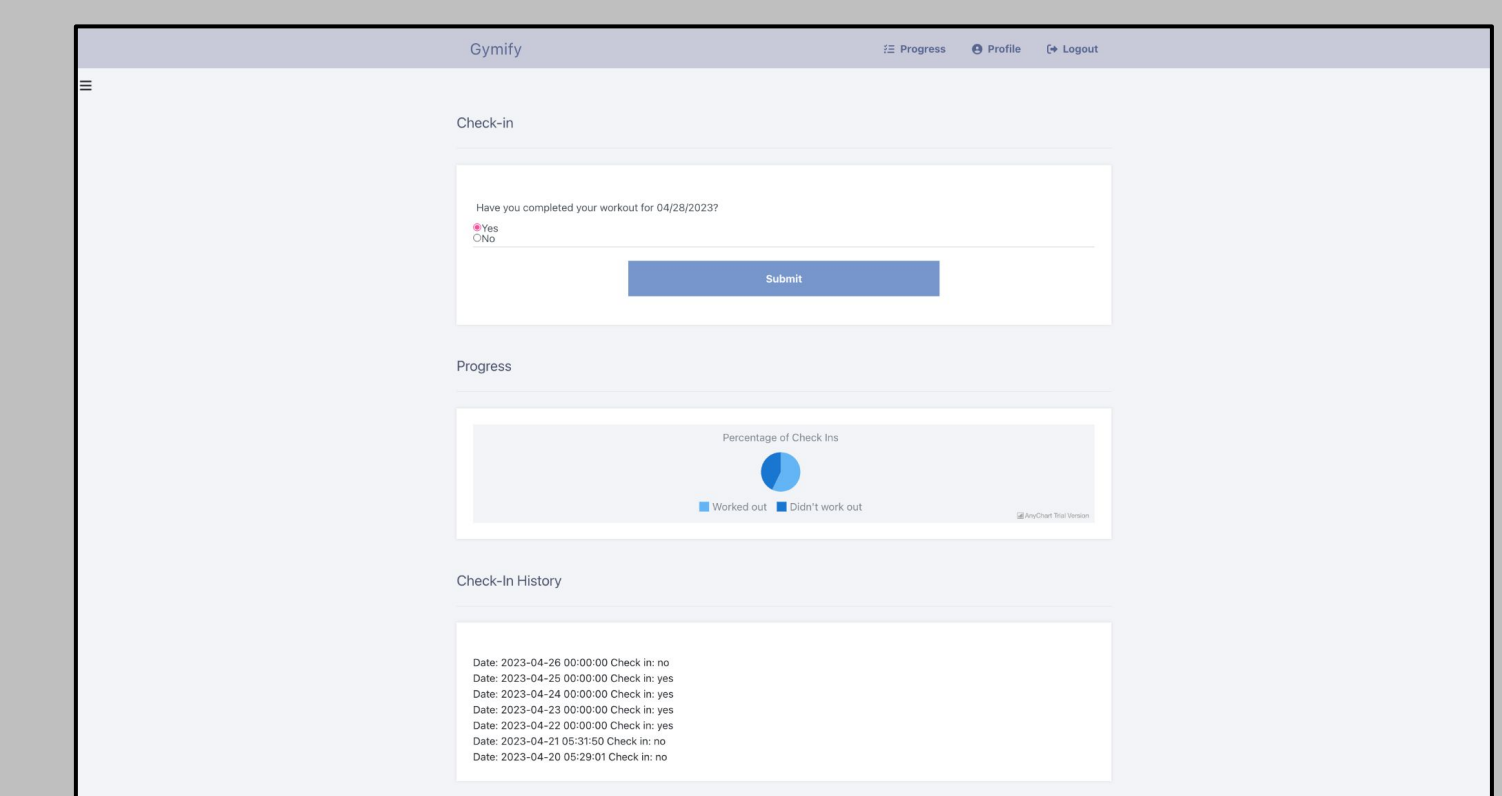 Gymify
Progress Profile Logout
Check-in
Have you completed your workout for 04/28/2023?
Yes
No
Submit
Progress
Percentage of Check Ins
Worked out Didn't work out
AnyChart Trial Version
Check-In History
Date: 2023-04-26 00:00:00 Check in: no
Date: 2023-04-25 00:00:00 Check in: yes
Date: 2023-04-24 00:00:00 Check in: yes
Date: 2023-04-23 00:00:00 Check in: yes
Date: 2023-04-22 00:00:00 Check in: yes
Date: 2023-04-21 05:31:50 Check in: no
Date: 2023-04-20 05:29:01 Check in: no